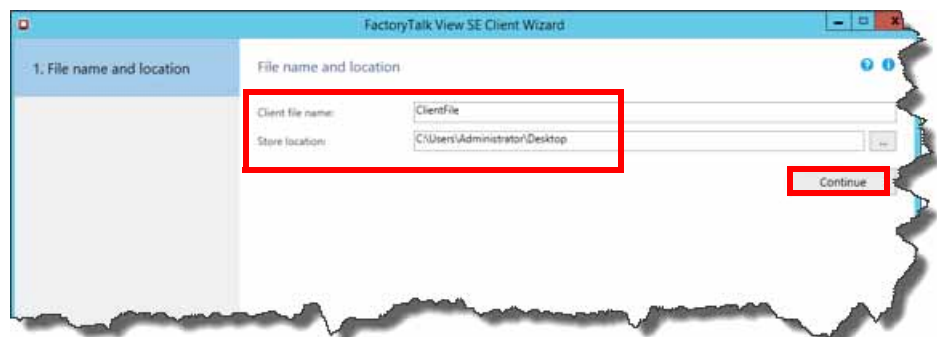 FactoryTalk View SE Client Wizard
1. File name and location
File name and location
Client file name: ClientFile
Store location: C:\Users\Administrator\Desktop
...
Continue